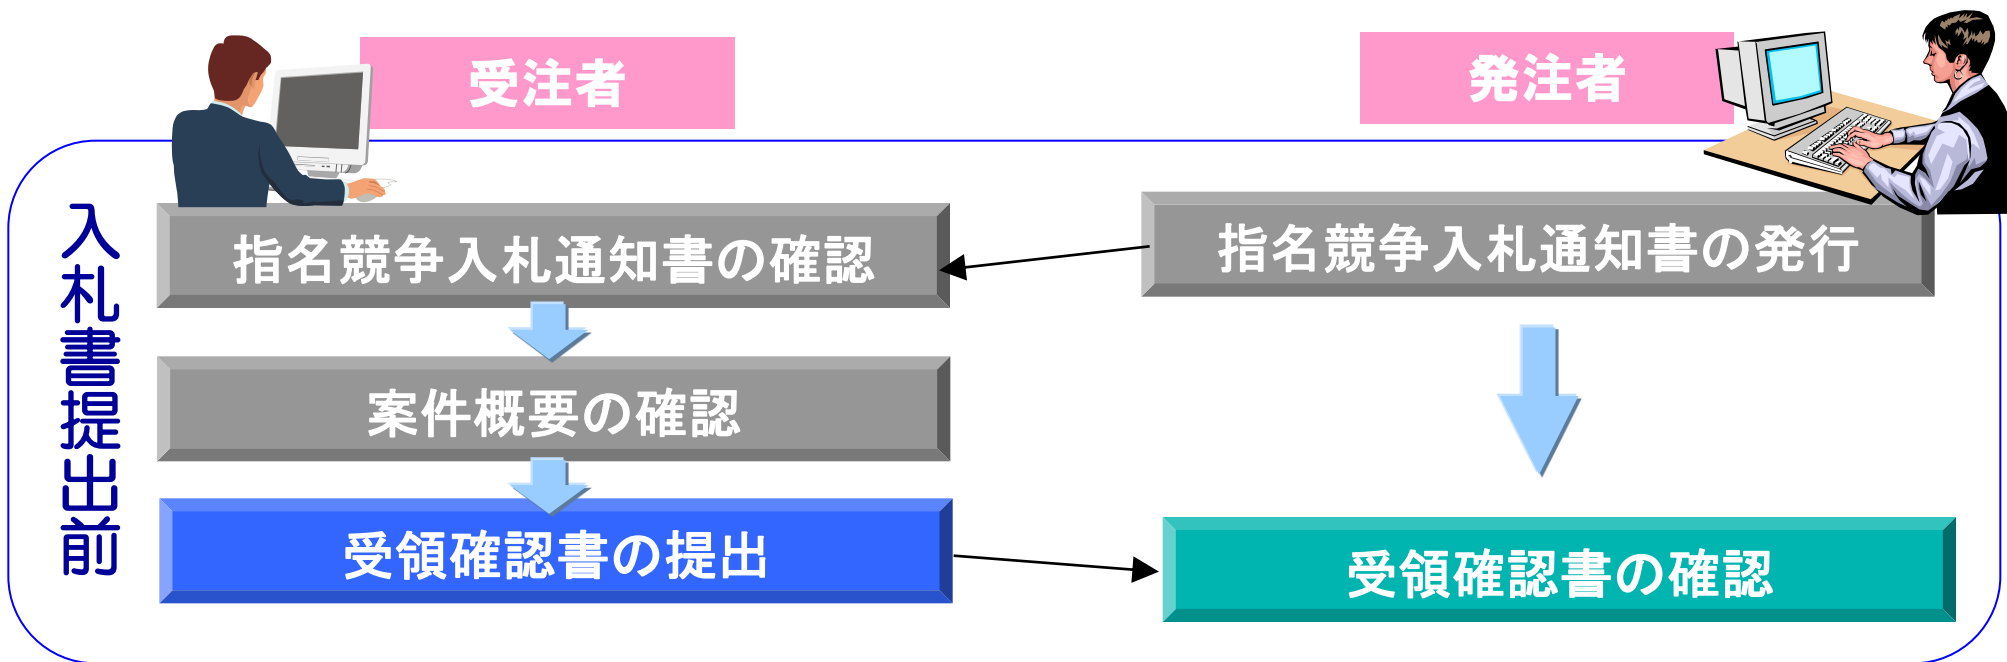 受注者
発注者
入札書提出前
指名競争入札通知書の確認
指名競争入札通知書の発行
案件概要の確認
受領確認書の提出
受領確認書の確認